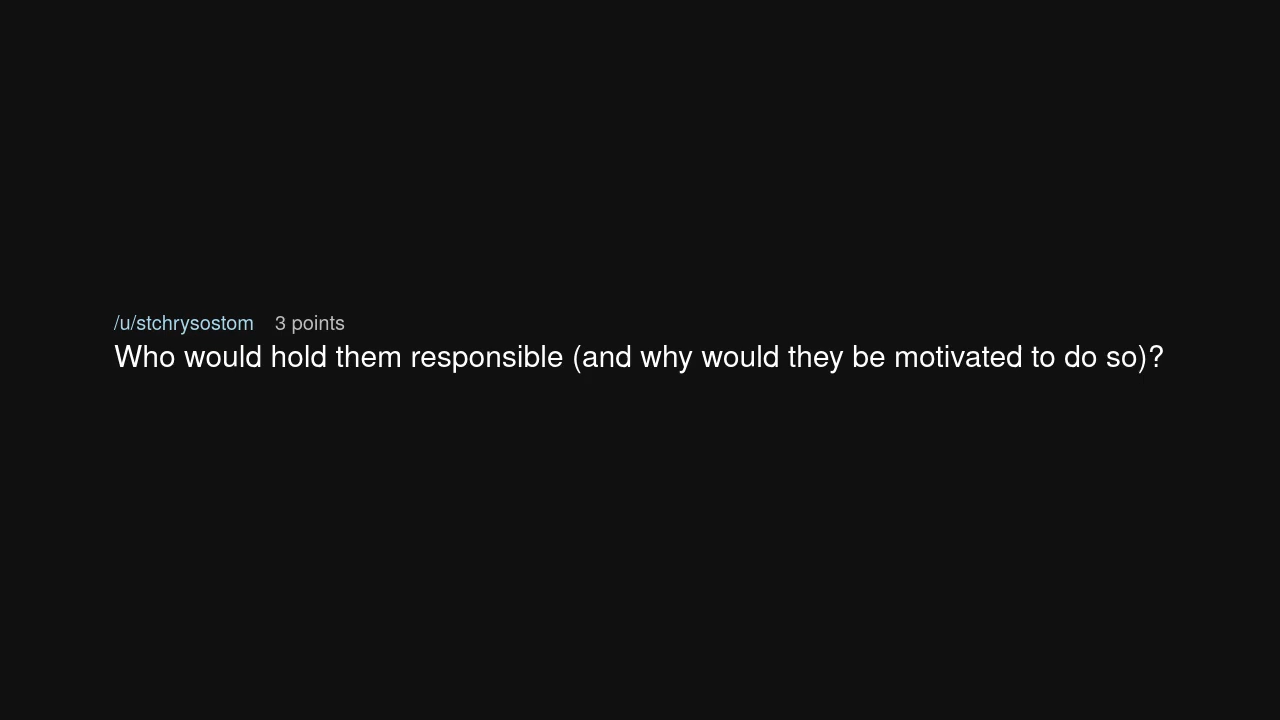 /u/stchrysostom 3 points
Who would hold them responsible (and why would they be motivated to do so)?